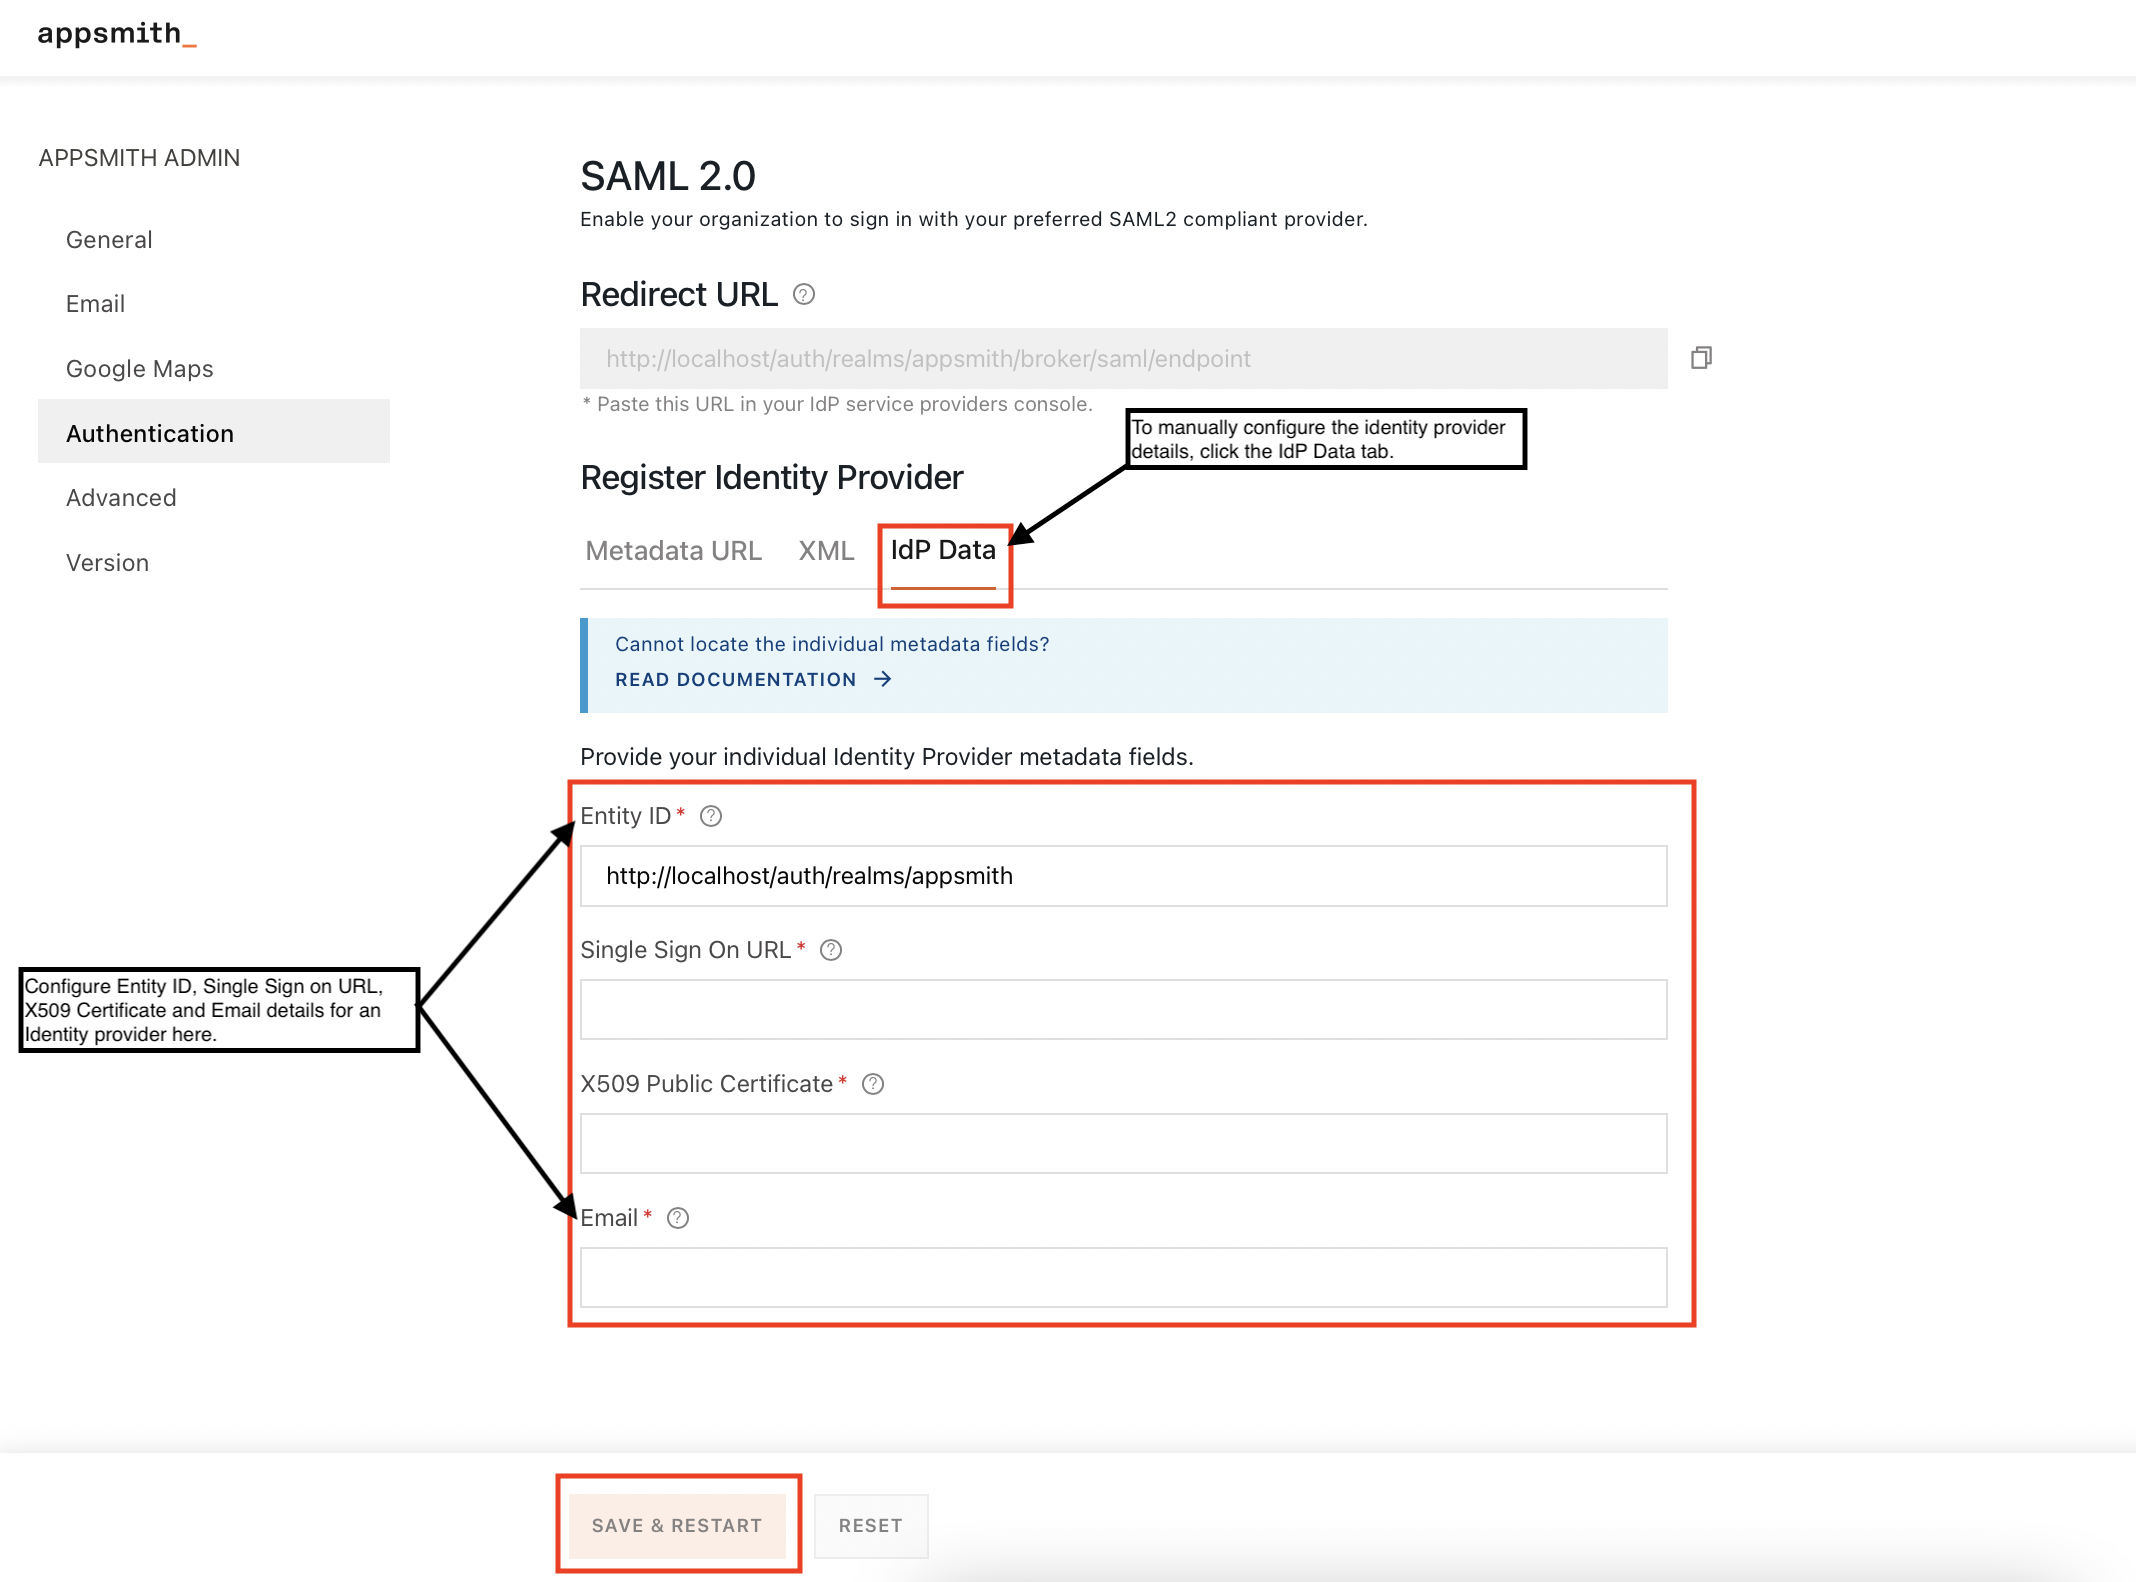 appsmith_
APPSMITH ADMIN
General
Email
Google Maps
Authentication
Advanced
Version
SAML 2.0
Enable your organization to sign in with your preferred SAML2 compliant provider.
Redirect URL ?
http://localhost/auth/realms/appsmith/broker/saml/endpoint
* Paste this URL in your IdP service providers console.
To manually configure the identity provider
details, click the IdP Data tab.
Register Identity Provider
Metadata URL XML IdP Data
Cannot locate the individual metadata fields?
READ DOCUMENTATION →
Provide your individual Identity Provider metadata fields.
Entity ID * ?
http://localhost/auth/realms/appsmith
Single Sign On URL * ?
Configure Entity ID, Single Sign on URL,
X509 Certificate and Email details for an
Identity provider here.
X509 Public Certificate * ?
Email * ?
SAVE & RESTART
RESET